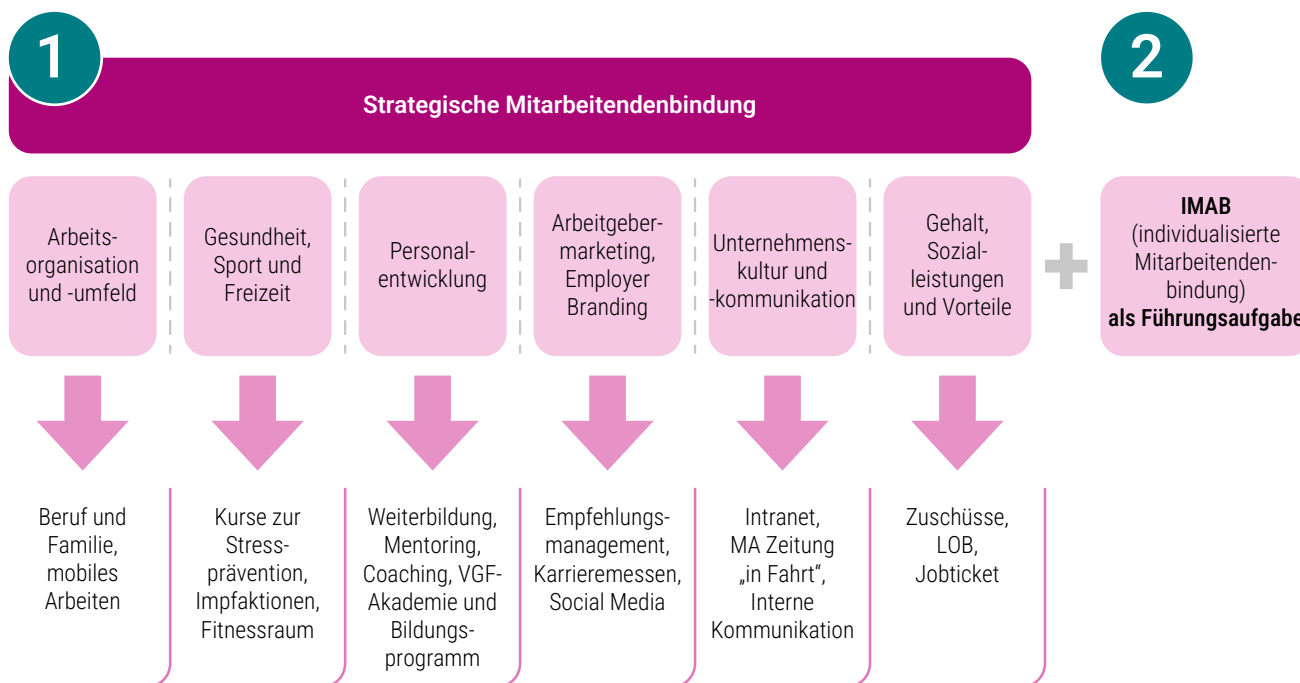 1
2
Strategische Mitarbeitendenbindung
Arbeits-
organisation
und -umfeld
Gesundheit,
Sport und
Freizeit
Personal-
entwicklung
Arbeitgeber-
marketing,
Employer
Branding
Unternehmens-
kultur und
-kommunikation
Gehalt,
Sozial-
leistungen
und Vorteile
IMAB
(individualisierte
Mitarbeitenden-
bindung)
als Führungsaufgabe
Beruf und
Familie,
mobiles
Arbeiten
Kurse zur
Stress-
prävention,
Impfaktionen,
Fitnessraum
Weiterbildung,
Mentoring,
Coaching, VGF-
Akademie und
Bildungs-
programm
Empfehlungs-
management,
Karrieremessen,
Social Media
Intranet,
MA Zeitung
„in Fahrt“,
Interne
Kommunikation
Zuschüsse,
LOB,
Jobticket